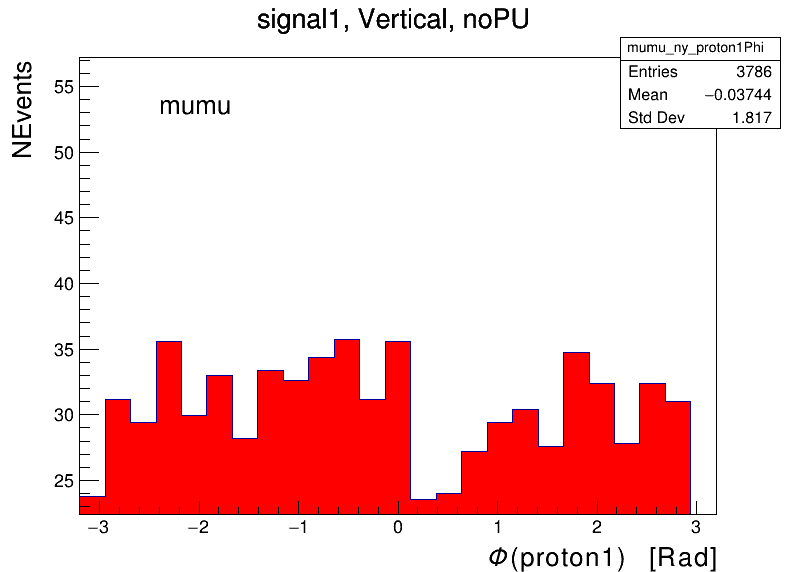 signal1, Vertical, noPU
mumu_ny_proton1Phi
Entries 3786
Mean −0.03744
Std Dev 1.817
NEvents
mumu
55
50
45
40
35
30
25
−3 −2 −1 0 1 2 3
Φ(proton1) [Rad]